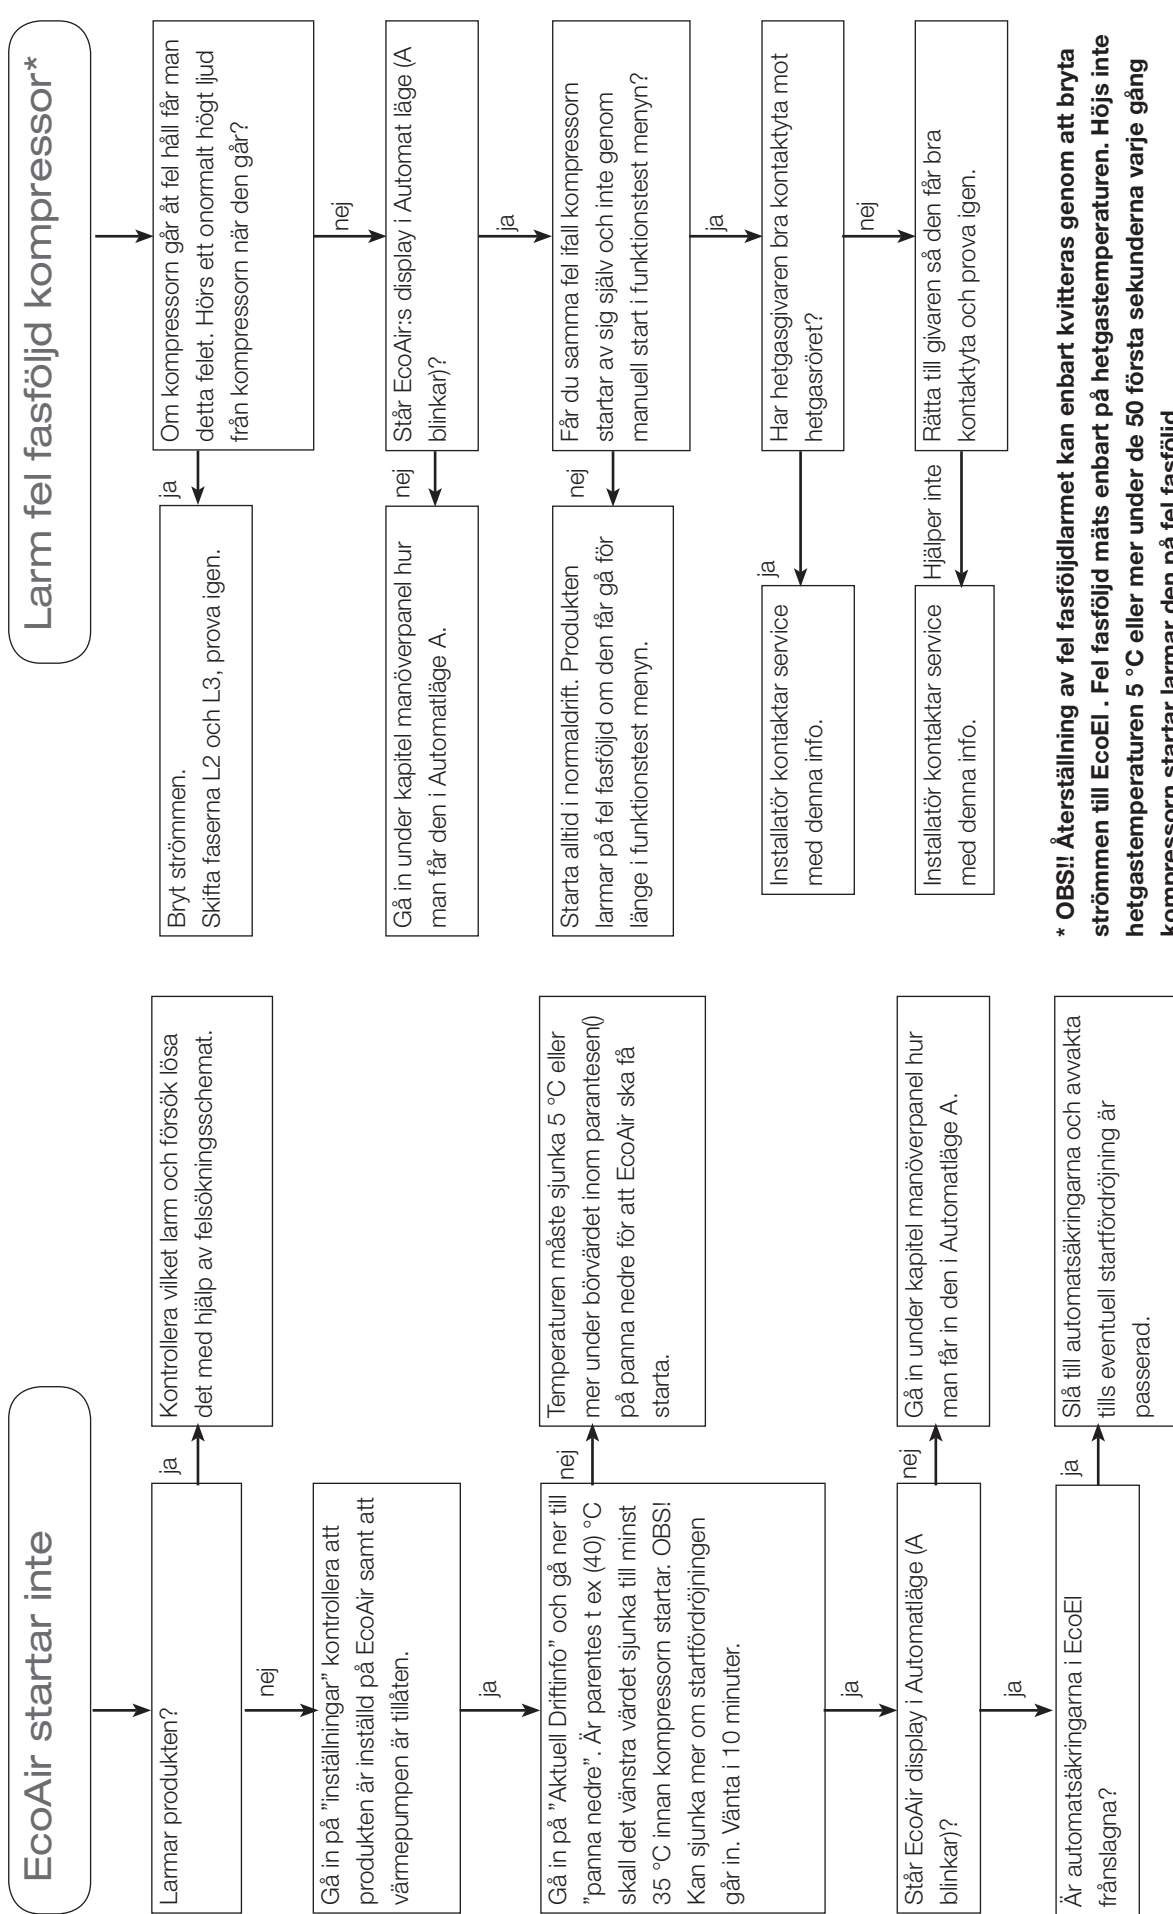 EcoAir startar inte
Larmar produkten?
ja
Kontrollera vilket larm och försök lösa
det med hjälp av felsökningsschemat.
nej
Gå in på ”inställningar” kontrollera att
produkten är inställd på EcoAir samt att
värmepumpen är tillåten.
ja
Gå in på ”Aktuell Driftinfo” och gå ner till
”panna nedre”. Är parentes t ex (40) °C
skall det vänstra värdet sjunka till minst
35 °C innan kompressorn startar. OBS!
Kan sjunka mer om startfördröjningen
går in. Vänta i 10 minuter.
nej
Temperaturen måste sjunka 5 °C eller
mer under börvärdet inom parantesen()
på panna nedre för att EcoAir ska få
starta.
ja
Står EcoAir display i Automatläge (A
blinkar)?
nej
Gå in under kapitel manöverpanel hur
man får in den i Automatläge A.
ja
Är automatsäkringarna i EcoEl
frånslagna?
ja
Slå till automatsäkringarna och avvakta
tills eventuell startfördröjning är
passerad.
Larm fel fasföljd kompressor*
Om kompressorn går åt fel håll får man
detta felet. Hörs ett onormalt högt ljud
från kompressorn när den går?
ja
Bryt strömmen.
Skifta faserna L2 och L3, prova igen.
nej
Står EcoAir:s display i Automat läge (A
blinkar)?
nej
Gå in under kapitel manöverpanel hur
man får den i Automatläge A.
ja
Får du samma fel ifall kompressorn
startar av sig själv och inte genom
manuell start i funktionstest menyn?
nej
Starta alltid i normaldrift. Produkten
larmar på fel fasföljd om den får gå för
länge i funktionstest menyn.
ja
Har hetgasgivaren bra kontaktyta mot
hetgasröret?
ja
Installatör kontaktar service
med denna info.
nej
Rätta till givaren så den får bra
kontaktyta och prova igen.
Hjälper inte
Installatör kontaktar service
med denna info.
* OBS!! Återställning av fel fasföljdlarmet kan enbart kvitteras genom att bryta
strömmen till EcoEl . Fel fasföljd mäts enbart på hetgastemperaturen. Höjs inte
hetgastemperaturen 5 °C eller mer under de 50 första sekunderna varje gång
kompressorn startar larmar den på fel fasföljd